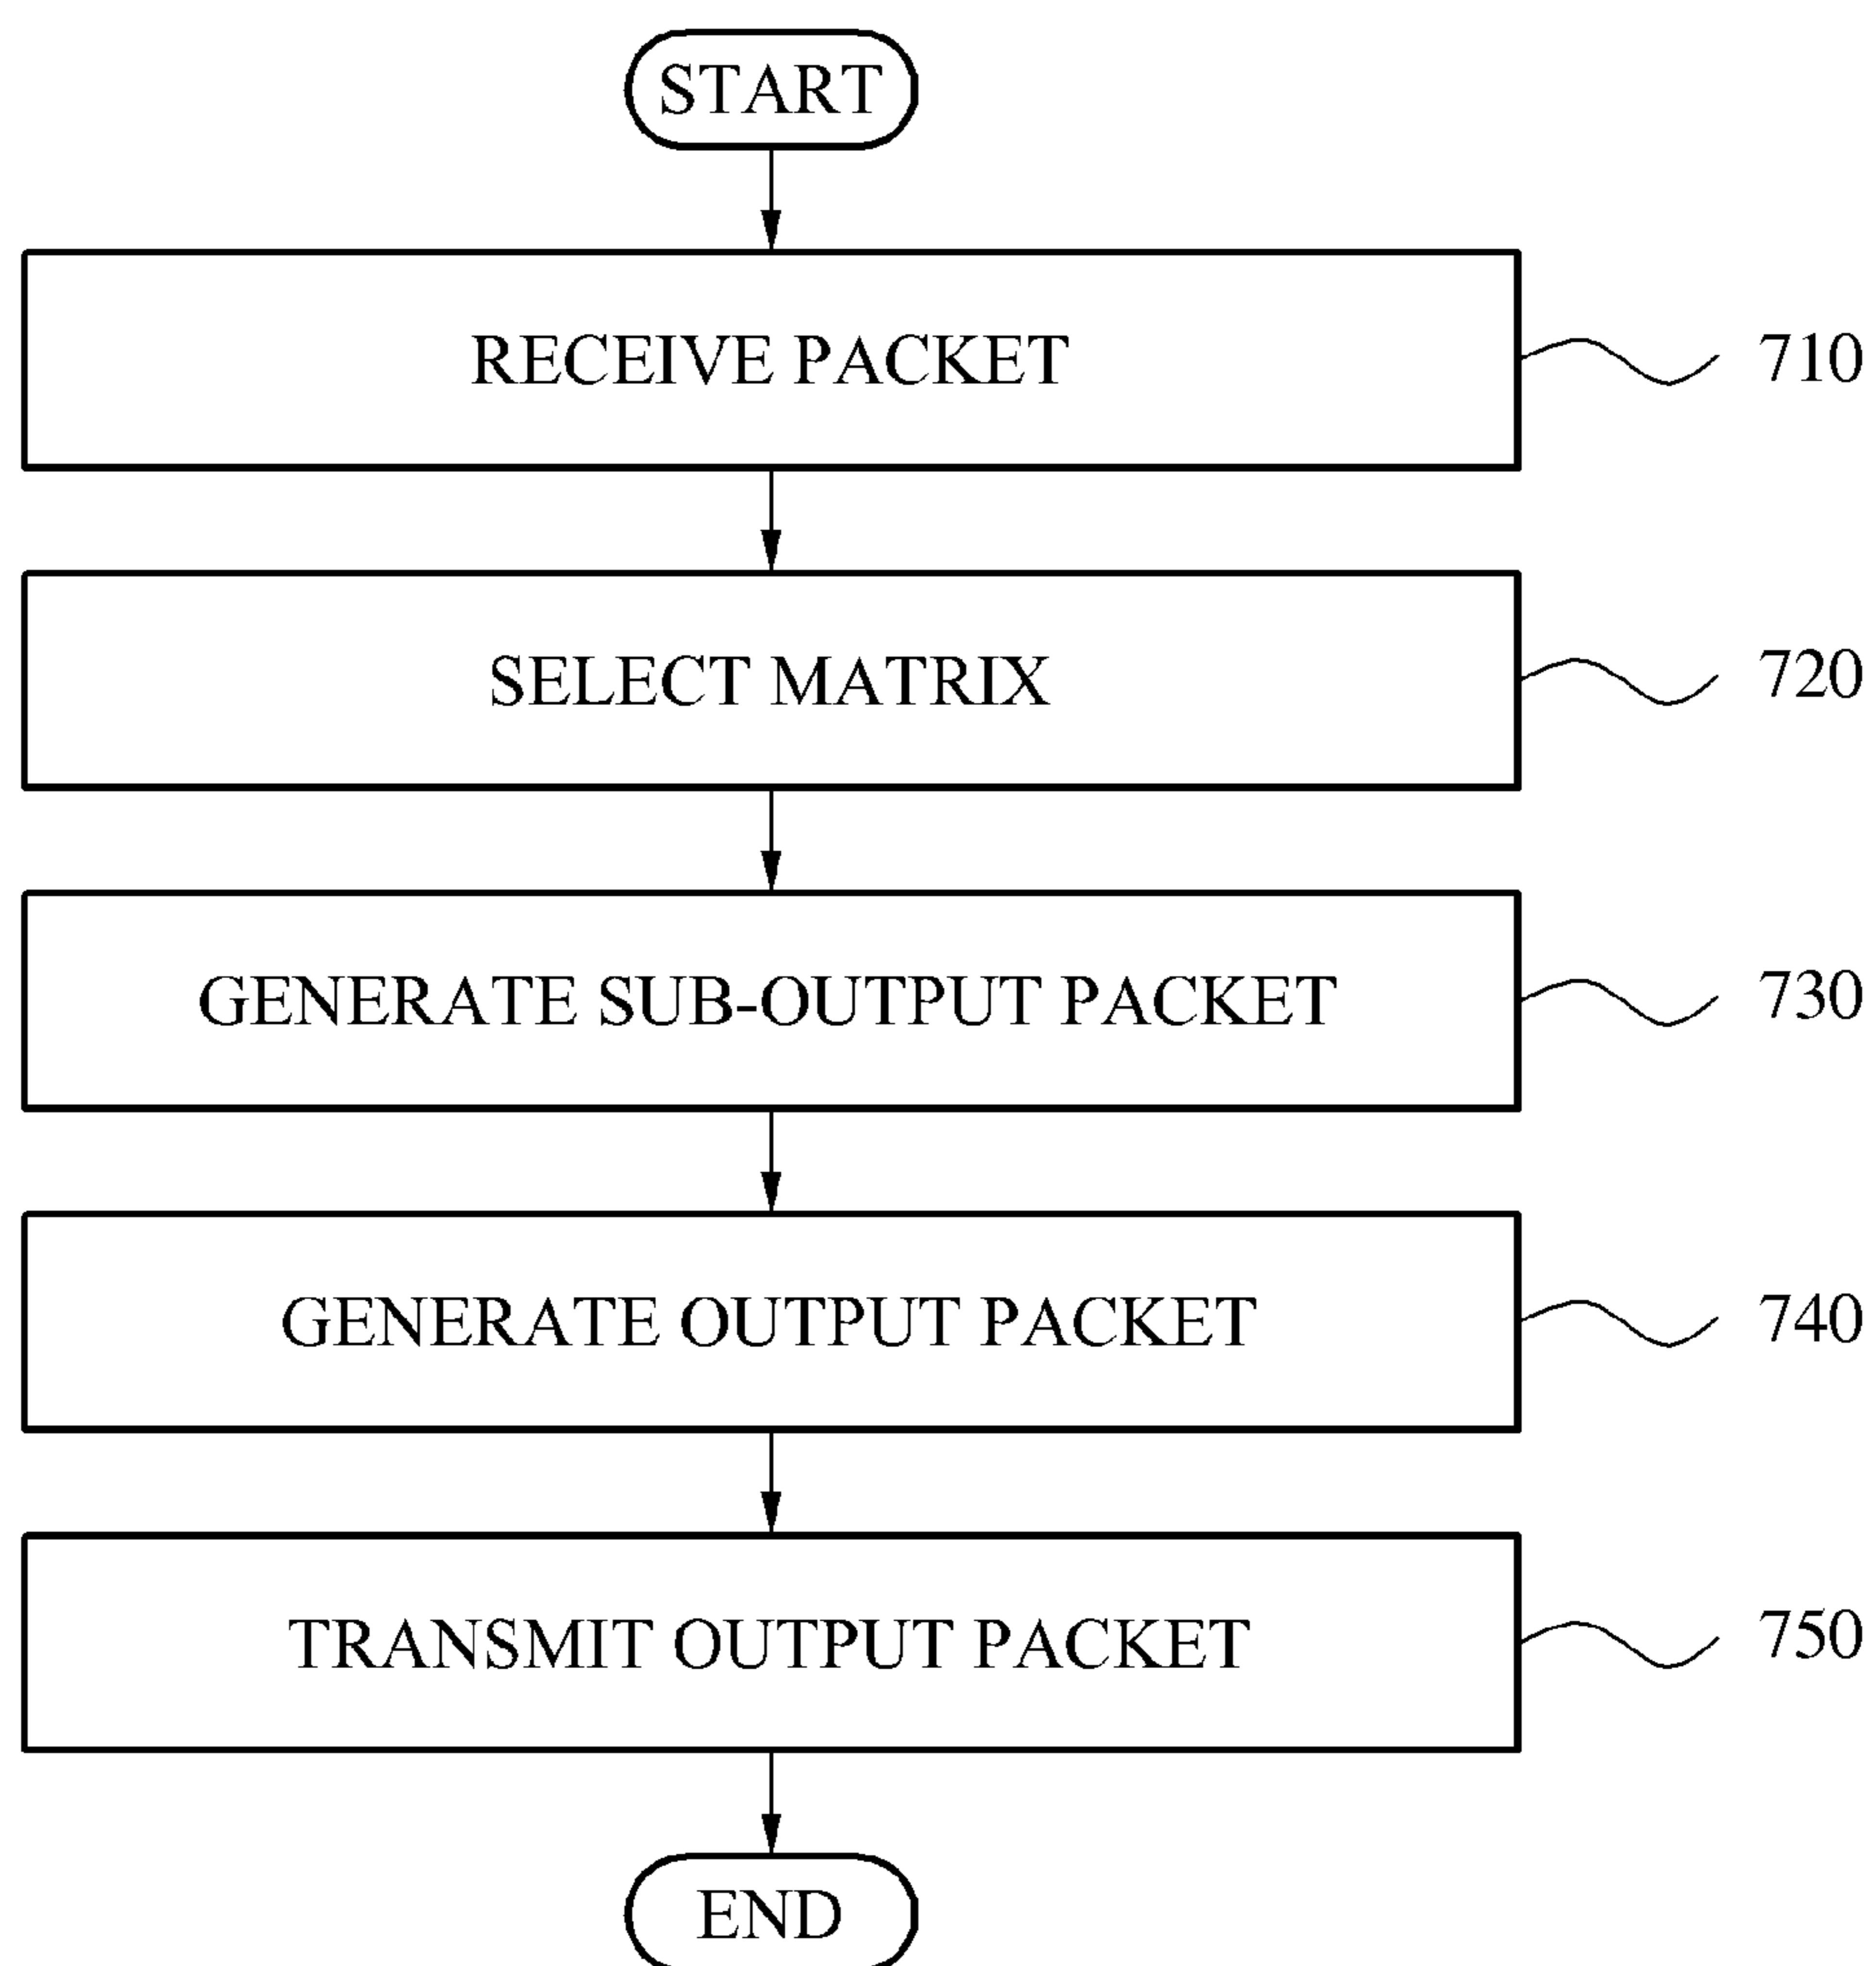 START
RECEIVE PACKET
710
SELECT MATRIX
720
GENERATE SUB-OUTPUT PACKET
730
GENERATE OUTPUT PACKET
740
TRANSMIT OUTPUT PACKET
750
END